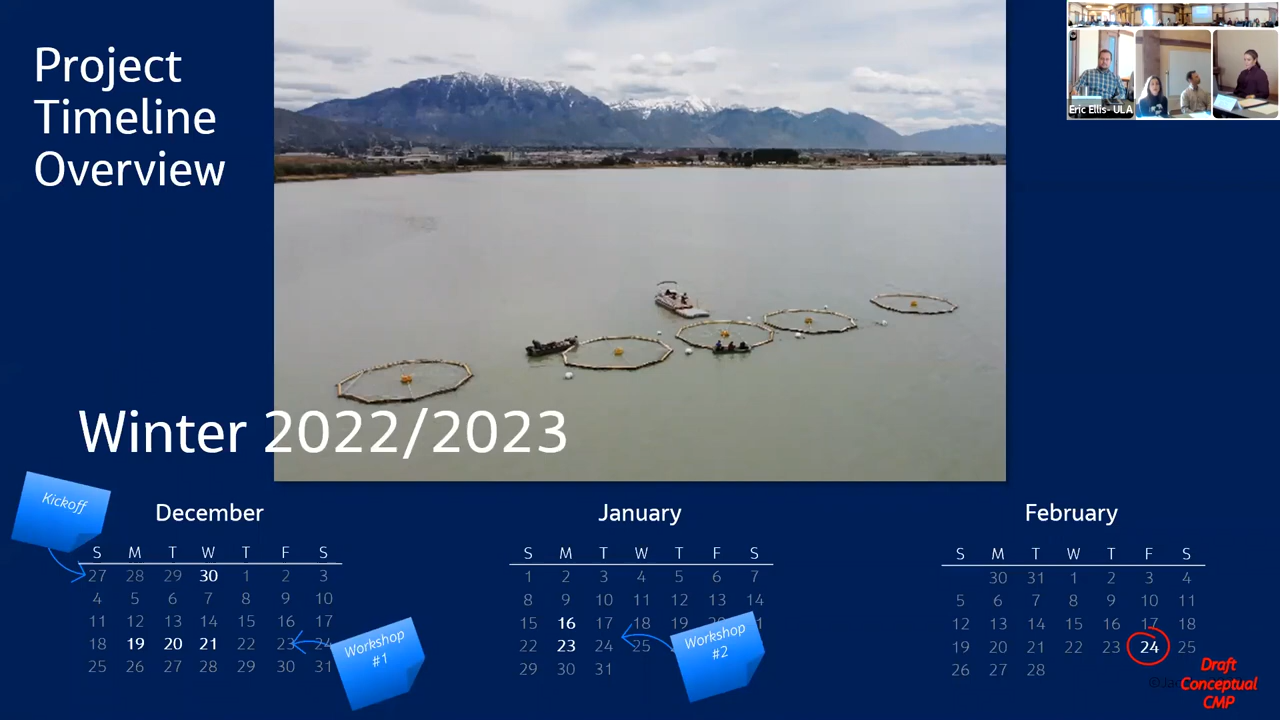 Project
Timeline
Overview
Eric Ellis- ULA
Winter 2022/2023
Kickoff
December
S M T W T F S
27 28 29 30 1 2 3
4 5 6 7 8 9 10
11 12 13 14 15 16 17
18 19 20 21 22 23 24
25 26 27 28 29 30 31
Workshop
#1
January
S M T W T F S
1 2 3 4 5 6 7
8 9 10 11 12 13 14
15 16 17 18 19 20
22 23 24 25
29 30 31
Workshop
#2
February
S M T W T F S
30 31 1 2 3 4
5 6 7 8 9 10 11
12 13 14 15 16 17 18
19 20 21 22 23 24 25
26 27 28
Draft
Conceptual
CMP